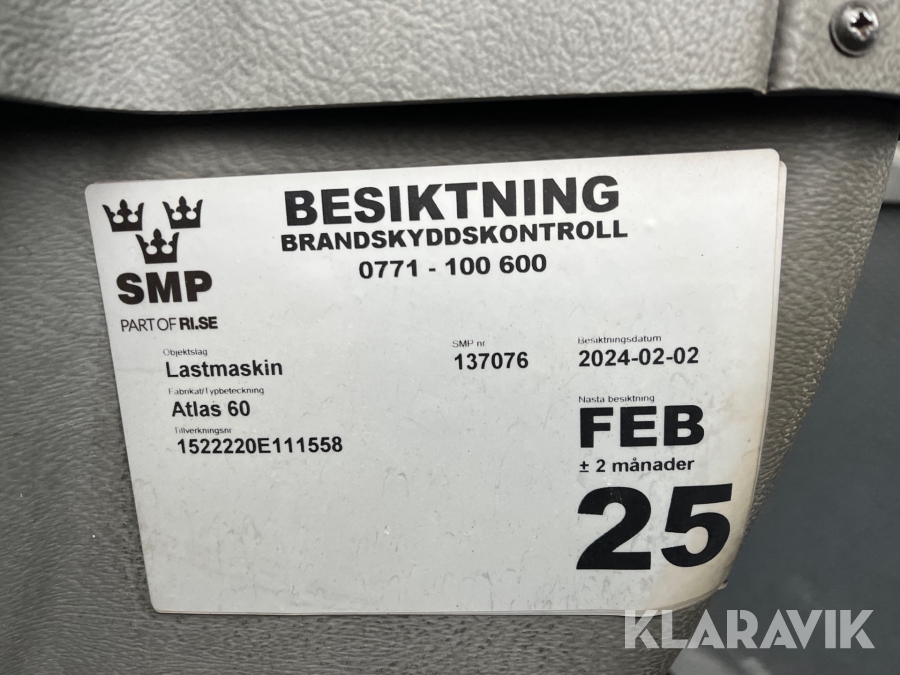 BESIKTNING
BRANDSKYDDSKONTROLL
0771 - 100 600
SMP
PART OF RI.SE
Objektslag
Lastmaskin
SMP nr
137076
Besiktningsdatum
2024-02-02
Fabrikat/Typbeteckning
Atlas 60
Tillverkningsnr
1522220E111558
Nästa besiktning
FEB
± 2 månader
25
KLARAVIK